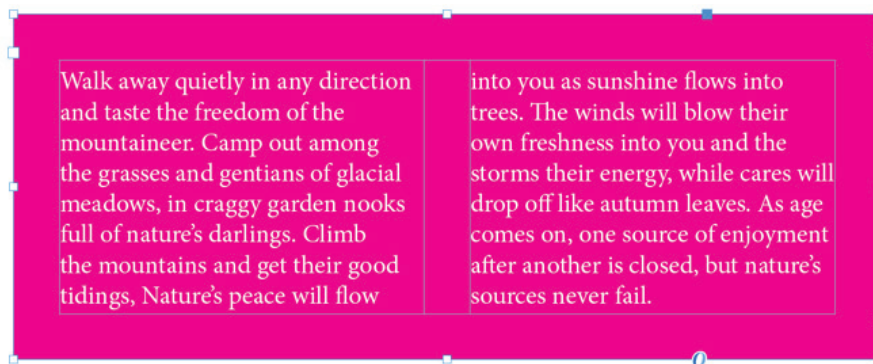 Walk away quietly in any direction
and taste the freedom of the
mountaineer. Camp out among
the grasses and gentians of glacial
meadows, in craggy garden nooks
full of nature’s darlings. Climb
the mountains and get their good
tidings, Nature’s peace will flow
into you as sunshine flows into
trees. The winds will blow their
own freshness into you and the
storms their energy, while cares will
drop off like autumn leaves. As age
comes on, one source of enjoyment
after another is closed, but nature’s
sources never fail.